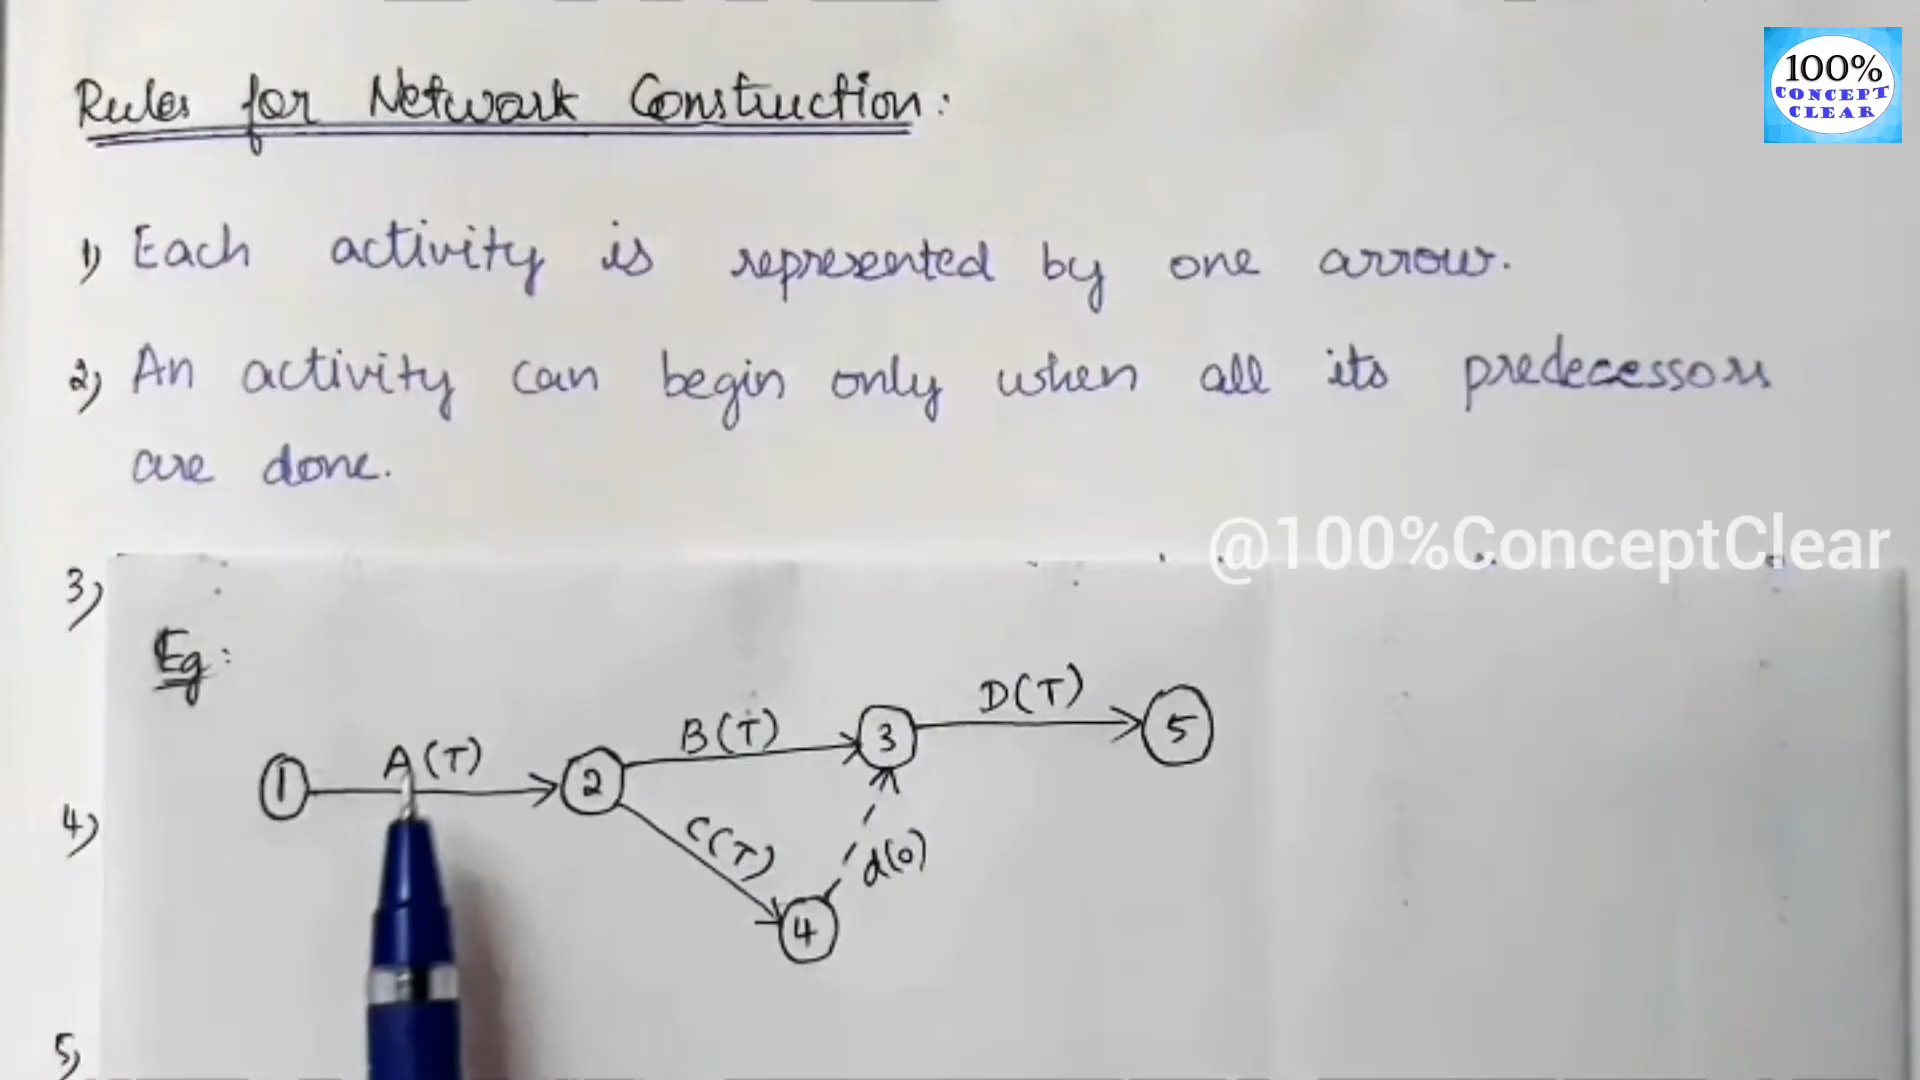 100%
CONCEPT
CLEAR
Rules for Network Construction:
1) Each activity is represented by one arrow.
2) An activity can begin only when all its predecessors
are done.
@100%ConceptClear
3)
Eg:
D(T)
B(T)
A(T)
1
2
3
5
C(T)
d(0)
4)
4
5)